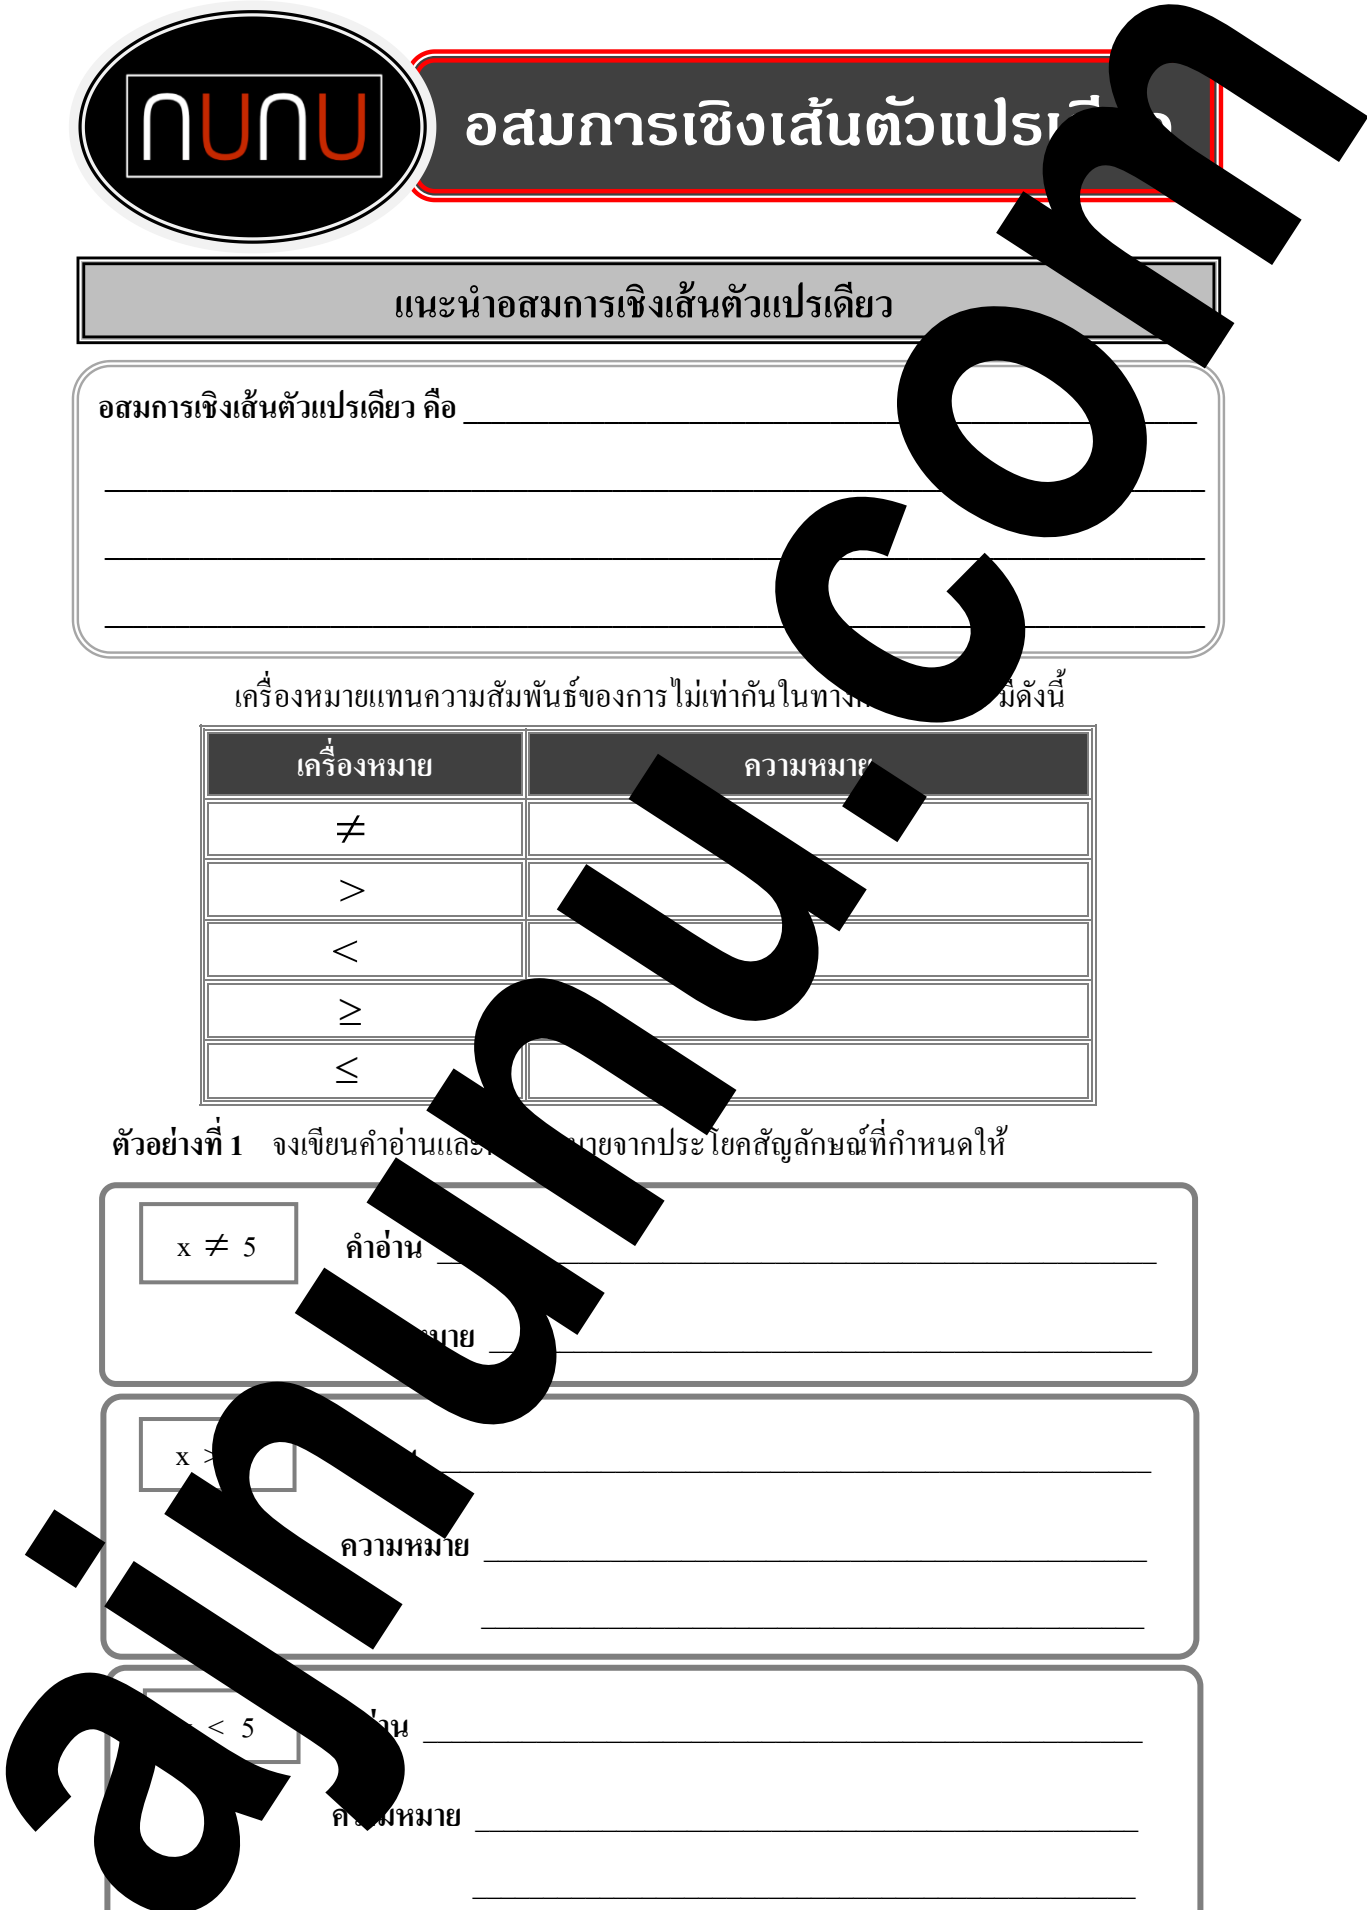 กบกบ
อสมการเชิงเส้นตัวแปร
แนะนำอสมการเชิงเส้นตัวแปรเดียว
อสมการเชิงเส้นตัวแปรเดียว คือ
เครื่องหมายแทนความสัมพันธ์ของการไม่เท่ากันในทาง มีดังนี้
เครื่องหมาย ความหมาย
≠
>
<
≥
≤
ตัวอย่างที่ 1 จงเขียนคำอ่านและ จากประโยคสัญลักษณ์ที่กำหนดให้
x ≠ 5 คำอ่าน
x >
ความหมาย
< 5
ความหมาย
ajnunu.com